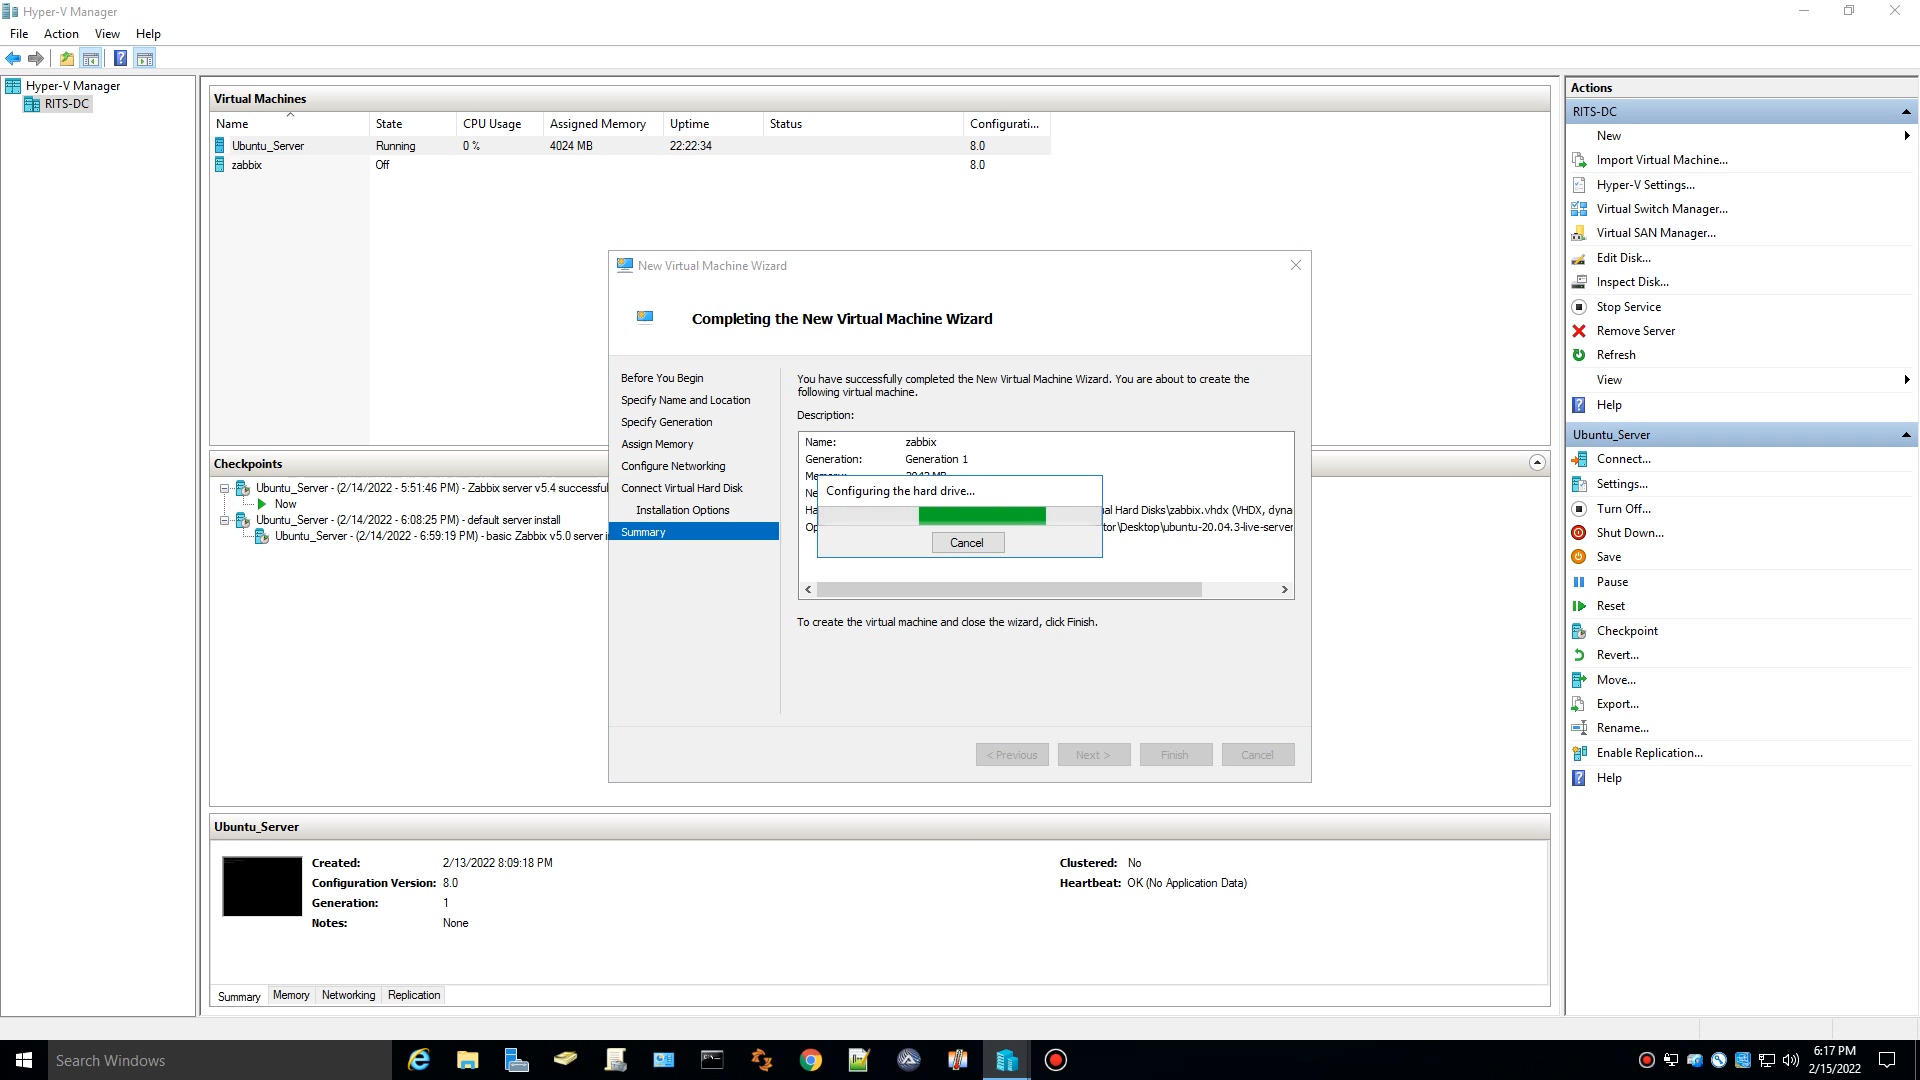 Hyper-V Manager
File Action View Help
Hyper-V Manager
RITS-DC
Virtual Machines
Name State CPU Usage Assigned Memory Uptime Status Configurati...
Ubuntu_Server Running 0 % 4024 MB 22:22:34 8.0
zabbix Off 8.0
Checkpoints
Ubuntu_Server - (2/14/2022 - 5:51:46 PM) - Zabbix server v5.4 successful
Now
Ubuntu_Server - (2/14/2022 - 6:08:25 PM) - default server install
Ubuntu_Server - (2/14/2022 - 6:59:19 PM) - basic Zabbix v5.0 server i
New Virtual Machine Wizard
Completing the New Virtual Machine Wizard
Before You Begin
Specify Name and Location
Specify Generation
Assign Memory
Configure Networking
Connect Virtual Hard Disk
Installation Options
Summary
You have successfully completed the New Virtual Machine Wizard. You are about to create the
following virtual machine.
Description:
Name: zabbix
Generation: Generation 1
Ne
Ha al Hard Disks\zabbix.vhdx (VHDX, dyna
Op tor\Desktop\ubuntu-20.04.3-live-server
Configuring the hard drive...
Cancel
To create the virtual machine and close the wizard, click Finish.
< Previous Next > Finish Cancel
Ubuntu_Server
Created: 2/13/2022 8:09:18 PM
Configuration Version: 8.0
Generation: 1
Notes: None
Clustered: No
Heartbeat: OK (No Application Data)
Summary Memory Networking Replication
Actions
RITS-DC
New
Import Virtual Machine...
Hyper-V Settings...
Virtual Switch Manager...
Virtual SAN Manager...
Edit Disk...
Inspect Disk...
Stop Service
Remove Server
Refresh
View
Help
Ubuntu_Server
Connect...
Settings...
Turn Off...
Shut Down...
Save
Pause
Reset
Checkpoint
Revert...
Move...
Export...
Rename...
Enable Replication...
Help
Search Windows
6:17 PM
2/15/2022